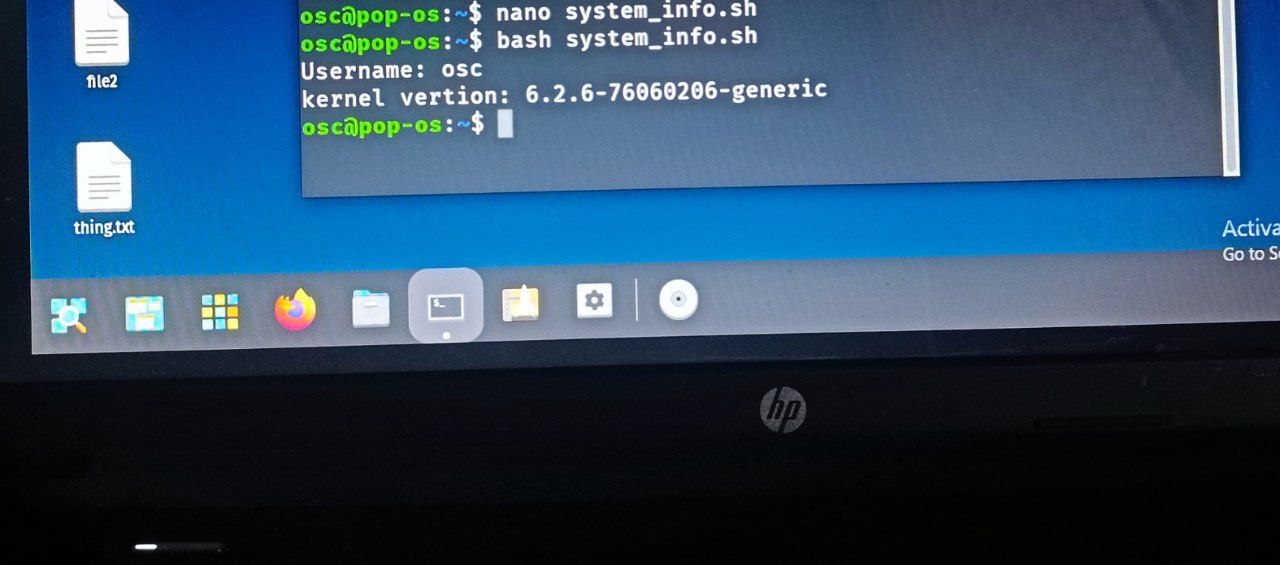 osc@pop-os:~$ nano system_info.sh
osc@pop-os:~$ bash system_info.sh
Username: osc
kernel vertion: 6.2.6-76060206-generic
osc@pop-os:~$
file2
thing.txt
Activa
Go to S
$_
hp